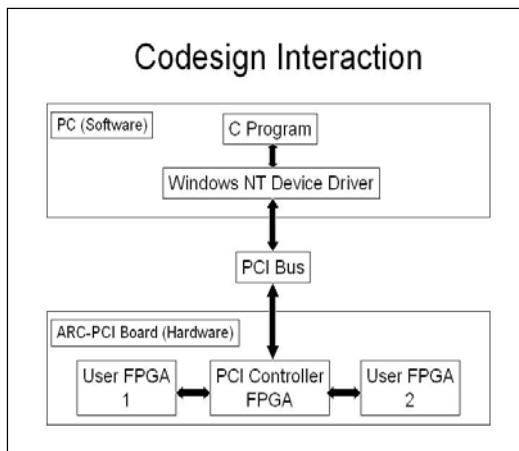 Codesign Interaction
PC (Software)
C Program
Windows NT Device Driver
PCI Bus
ARC-PCI Board (Hardware)
User FPGA
1
PCI Controller
FPGA
User FPGA
2